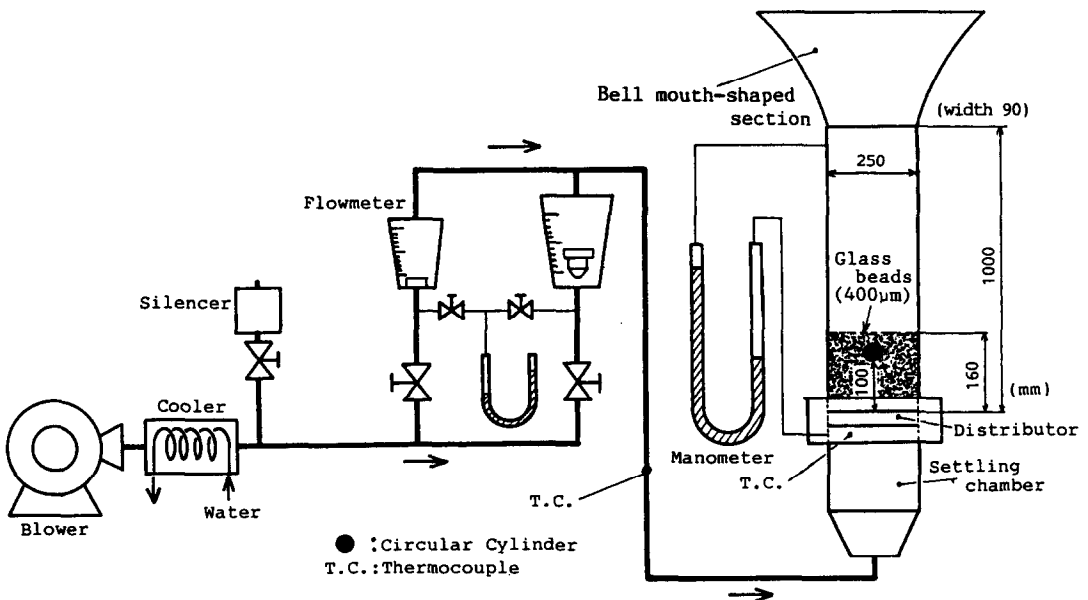 Bell mouth-shaped
section
(width 90)
250
Flowmeter
1000
Glass
beads
(400μm)
Silencer
100
160
(mm)
Cooler
Distributor
Manometer
T.C.
Settling
chamber
T.C.
Water
Blower
● :Circular Cylinder
T.C.:Thermocouple